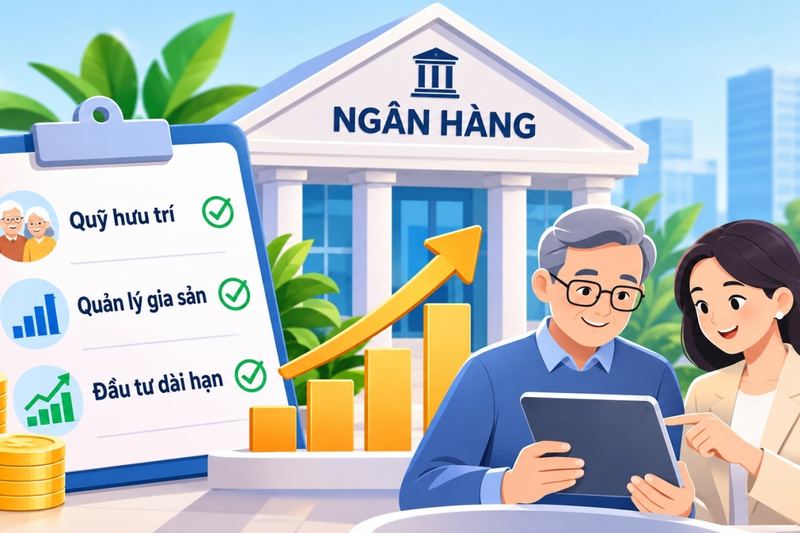 NGÂN HÀNG
Quỹ hưu trí
Quản lý gia sản
Đầu tư dài hạn